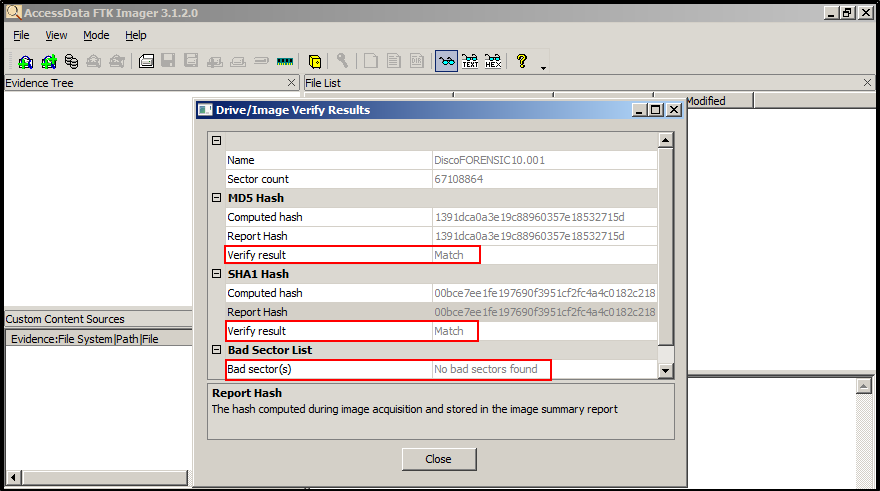 AccessData FTK Imager 3.1.2.0
File View Mode Help
TEXT HEX
Evidence Tree
File List
Modified
Drive/Image Verify Results
Name DiscoFORENSIC10.001
Sector count 67108864
MD5 Hash
Computed hash 1391dca0a3e19c88960357e18532715d
Report Hash 1391dca0a3e19c88960357e18532715d
Verify result Match
SHA1 Hash
Computed hash 00bce7ee1fe197690f3951cf2fc4a4c0182c218
Report Hash 00bce7ee1fe197690f3951cf2fc4a4c0182c218
Verify result Match
Bad Sector List
Bad sector(s) No bad sectors found
Custom Content Sources
Evidence:File System|Path|File
Report Hash
The hash computed during image acquisition and stored in the image summary report
Close